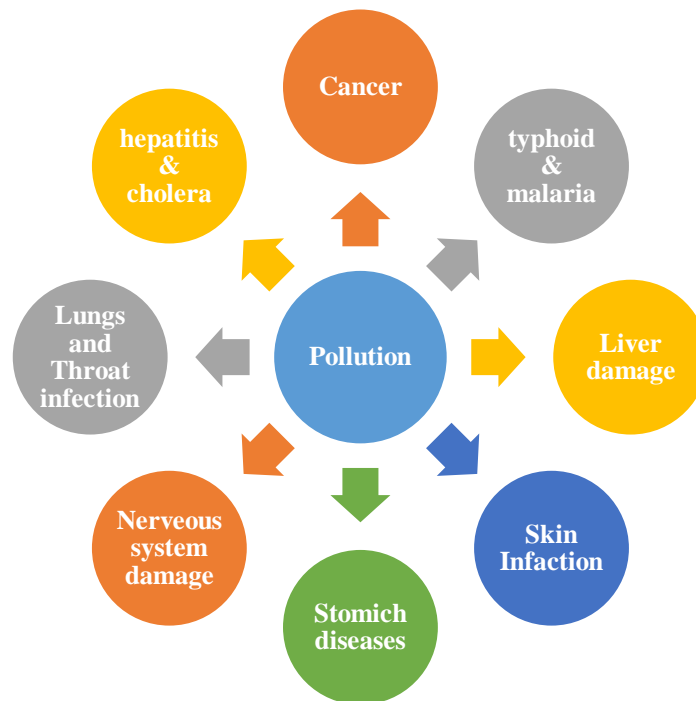 Cancer
typhoid
&
malaria
Liver
damage
Skin
Infaction
Stomich
diseases
Nerveous
system
damage
Lungs
and
Throat
infection
hepatitis
&
cholera
Pollution